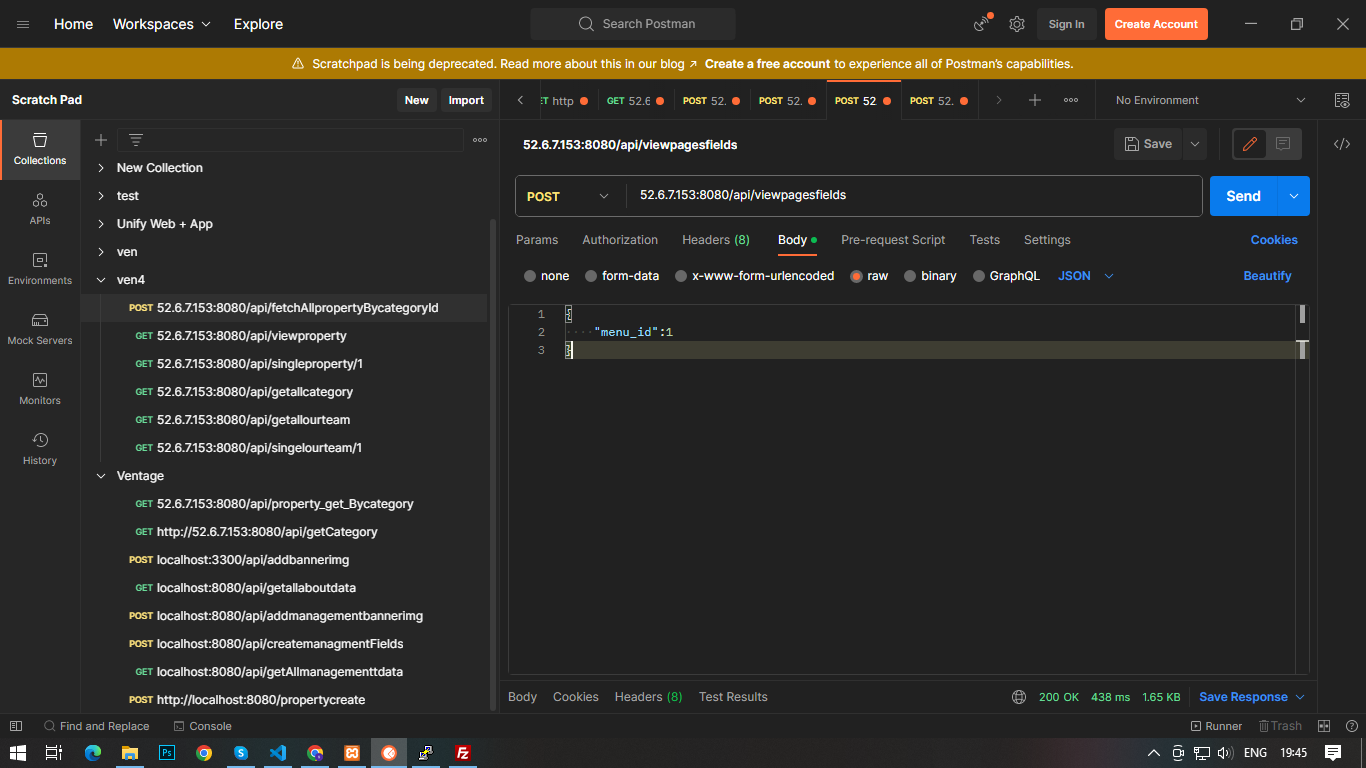 Home Workspaces Explore Search Postman Sign In Create Account
Scratchpad is being deprecated. Read more about this in our blog ↗ Create a free account to experience all of Postman's capabilities.
Scratch Pad New Import
ET http GET 52.6 POST 52. POST 52. POST 52 POST 52. No Environment
Collections
APIs
Environments
Mock Servers
Monitors
History
New Collection
test
Unify Web + App
ven
ven4
POST 52.6.7.153:8080/api/fetchAllpropertyBycategoryId
GET 52.6.7.153:8080/api/viewproperty
GET 52.6.7.153:8080/api/singleproperty/1
GET 52.6.7.153:8080/api/getallcategory
GET 52.6.7.153:8080/api/getallourteam
GET 52.6.7.153:8080/api/singelourteam/1
Ventage
GET 52.6.7.153:8080/api/property_get_Bycategory
GET http://52.6.7.153:8080/api/getCategory
POST localhost:3300/api/addbannerimg
GET localhost:8080/api/getallaboutdata
POST localhost:8080/api/addmanagementbannerimg
POST localhost:8080/api/createmanagmentFields
GET localhost:8080/api/getAllmanagementtdata
POST http://localhost:8080/propertycreate
52.6.7.153:8080/api/viewpagesfields Save
POST 52.6.7.153:8080/api/viewpagesfields Send
Params Authorization Headers (8) Body Pre-request Script Tests Settings Cookies
none form-data x-www-form-urlencoded raw binary GraphQL JSON Beautify
1 {
2 "menu_id":1
3 }
Body Cookies Headers (8) Test Results 200 OK 438 ms 1.65 KB Save Response
Find and Replace Console Runner Trash
Ps Fz ENG 19:45